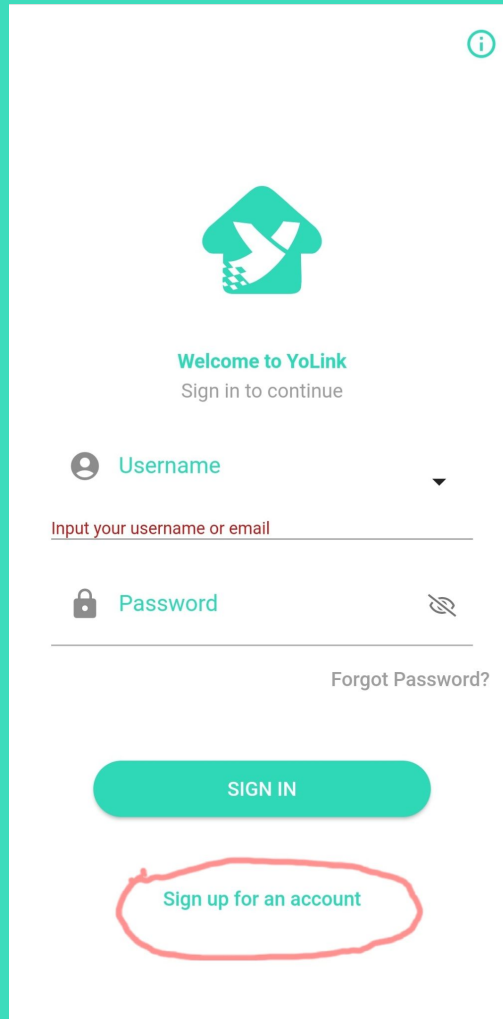 Welcome to YoLink
Sign in to continue
Username
Input your username or email
Password
Forgot Password?
SIGN IN
Sign up for an account